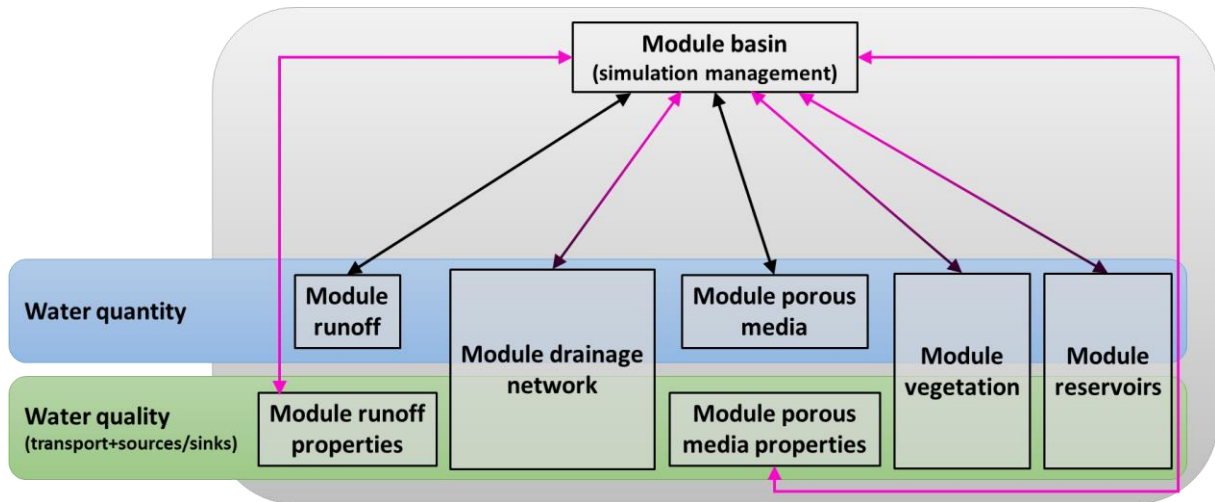 Module basin
(simulation management)
Water quantity
Module
runoff
Module drainage
network
Module porous
media
Module
vegetation
Module
reservoirs
Water quality
(transport+sources/sinks)
Module runoff
properties
Module porous
media properties